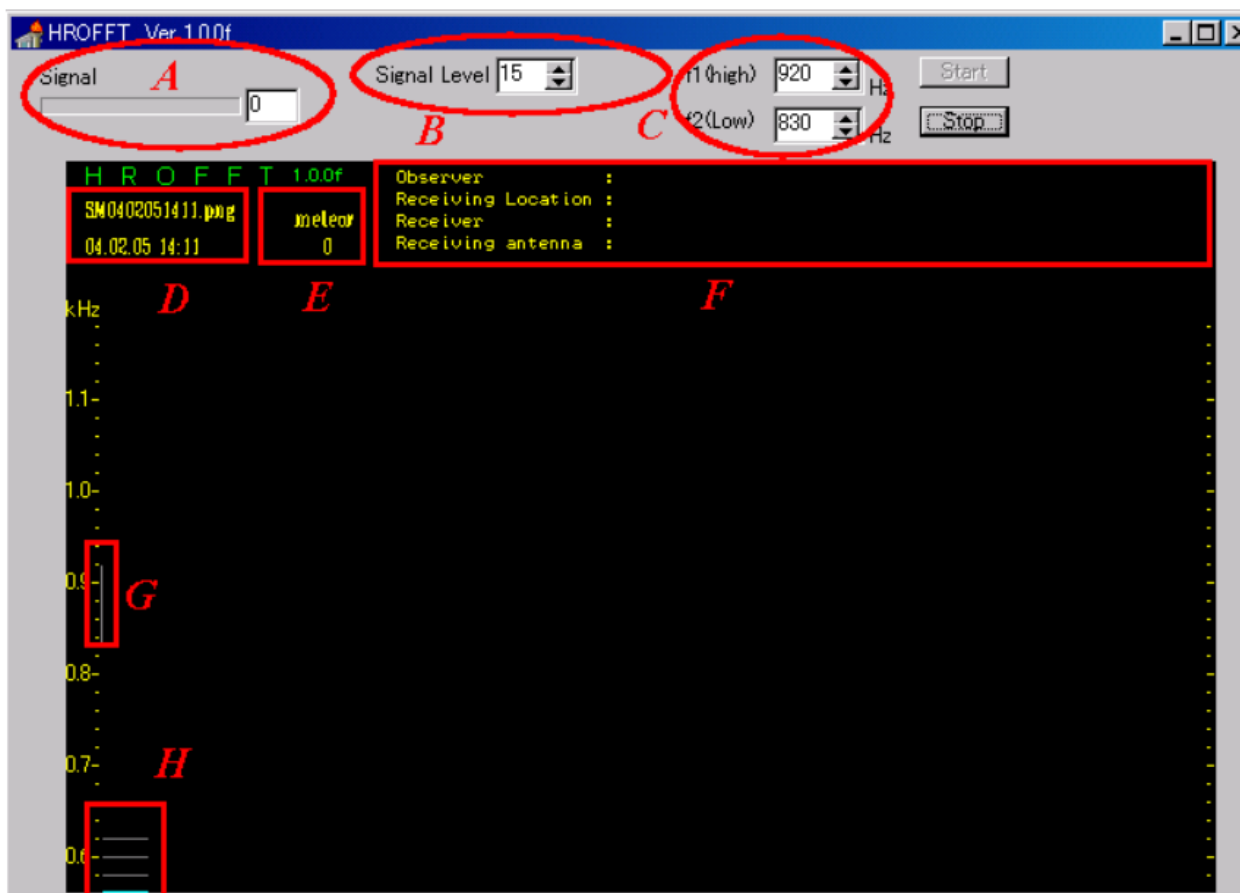 HROFFT Ver 1.0.0f
Signal A
0
Signal Level 15
B
C
f1(high) 920 Hz
f2(Low) 830 Hz
Start
Stop
H R O F F T 1.0.0f
SM0402051411.png
04.02.05 14:11
D
meteor
0
E
Observer :
Receiving Location :
Receiver :
Receiving antenna :
F
kHz
1.1-
1.0-
0.9-
G
0.8-
0.7-
H
0.6-